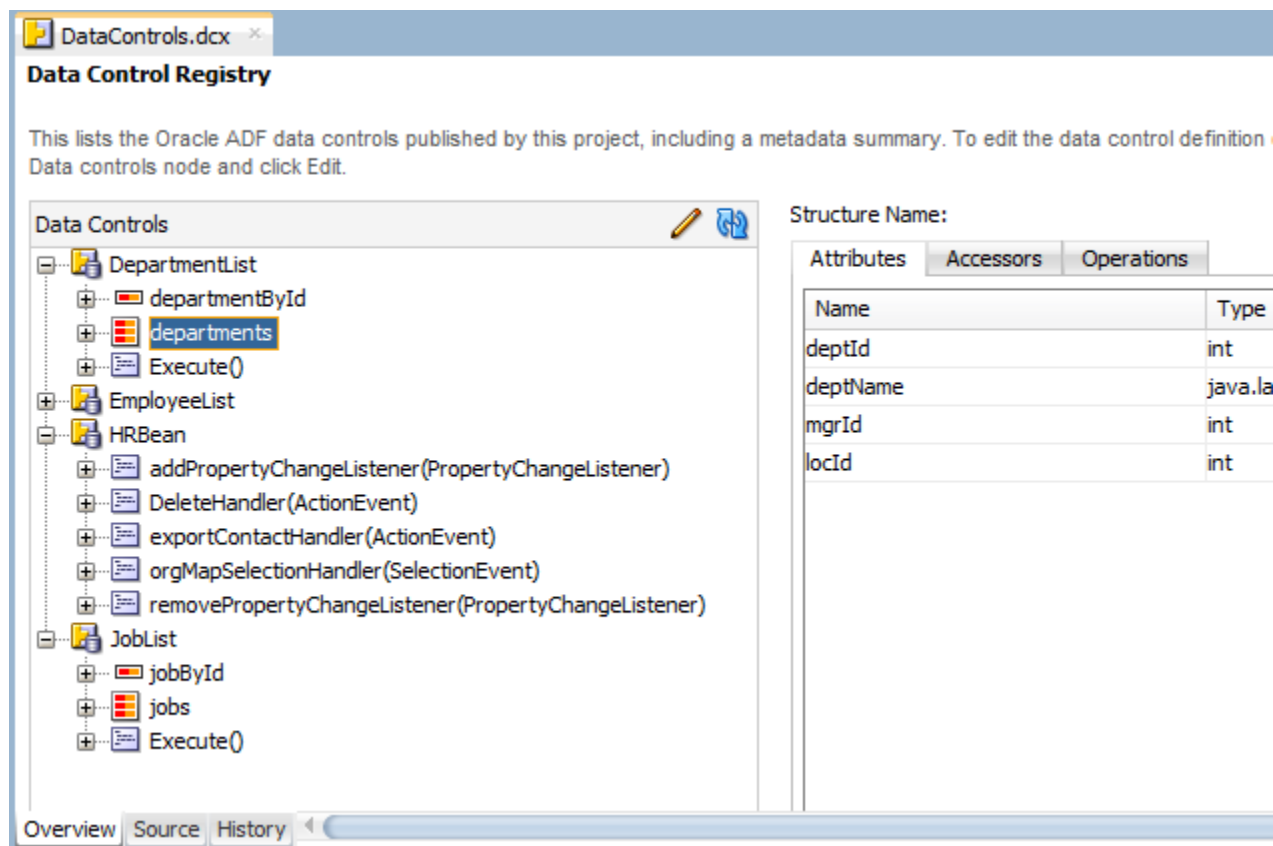 DataControls.dcx
Data Control Registry
This lists the Oracle ADF data controls published by this project, including a metadata summary. To edit the data control definition
Data controls node and click Edit.
Data Controls
DepartmentList
departmentById
departments
Execute()
EmployeeList
HRBean
addPropertyChangeListener(PropertyChangeListener)
DeleteHandler(ActionEvent)
exportContactHandler(ActionEvent)
orgMapSelectionHandler(SelectionEvent)
removePropertyChangeListener(PropertyChangeListener)
JobList
jobById
jobs
Execute()
Structure Name:
Attributes Accessors Operations
Name Type
deptId int
deptName java.la
mgrId int
locId int
Overview Source History